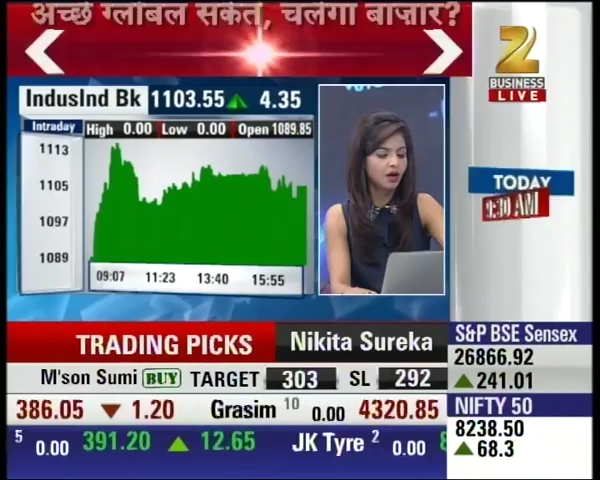 अच्छे ग्लोबल संकेत, चलेगा बाज़ार?
Z
BUSINESS
LIVE
IndusInd Bk 1103.55 4.35
Intraday High 0.00 Low 0.00 Open 1089.85
1113
1105
1097
1089
09:07 11:23 13:40 15:55
TODAY
9:30 AM
TRADING PICKS Nikita Sureka
M'son Sumi BUY TARGET 303 SL 292
S&P BSE Sensex
26866.92
241.01
386.05 1.20 Grasim 10 0.00 4320.85
NIFTY 50
8238.50
68.3
5 0.00 391.20 12.65 JK Tyre 2 0.00